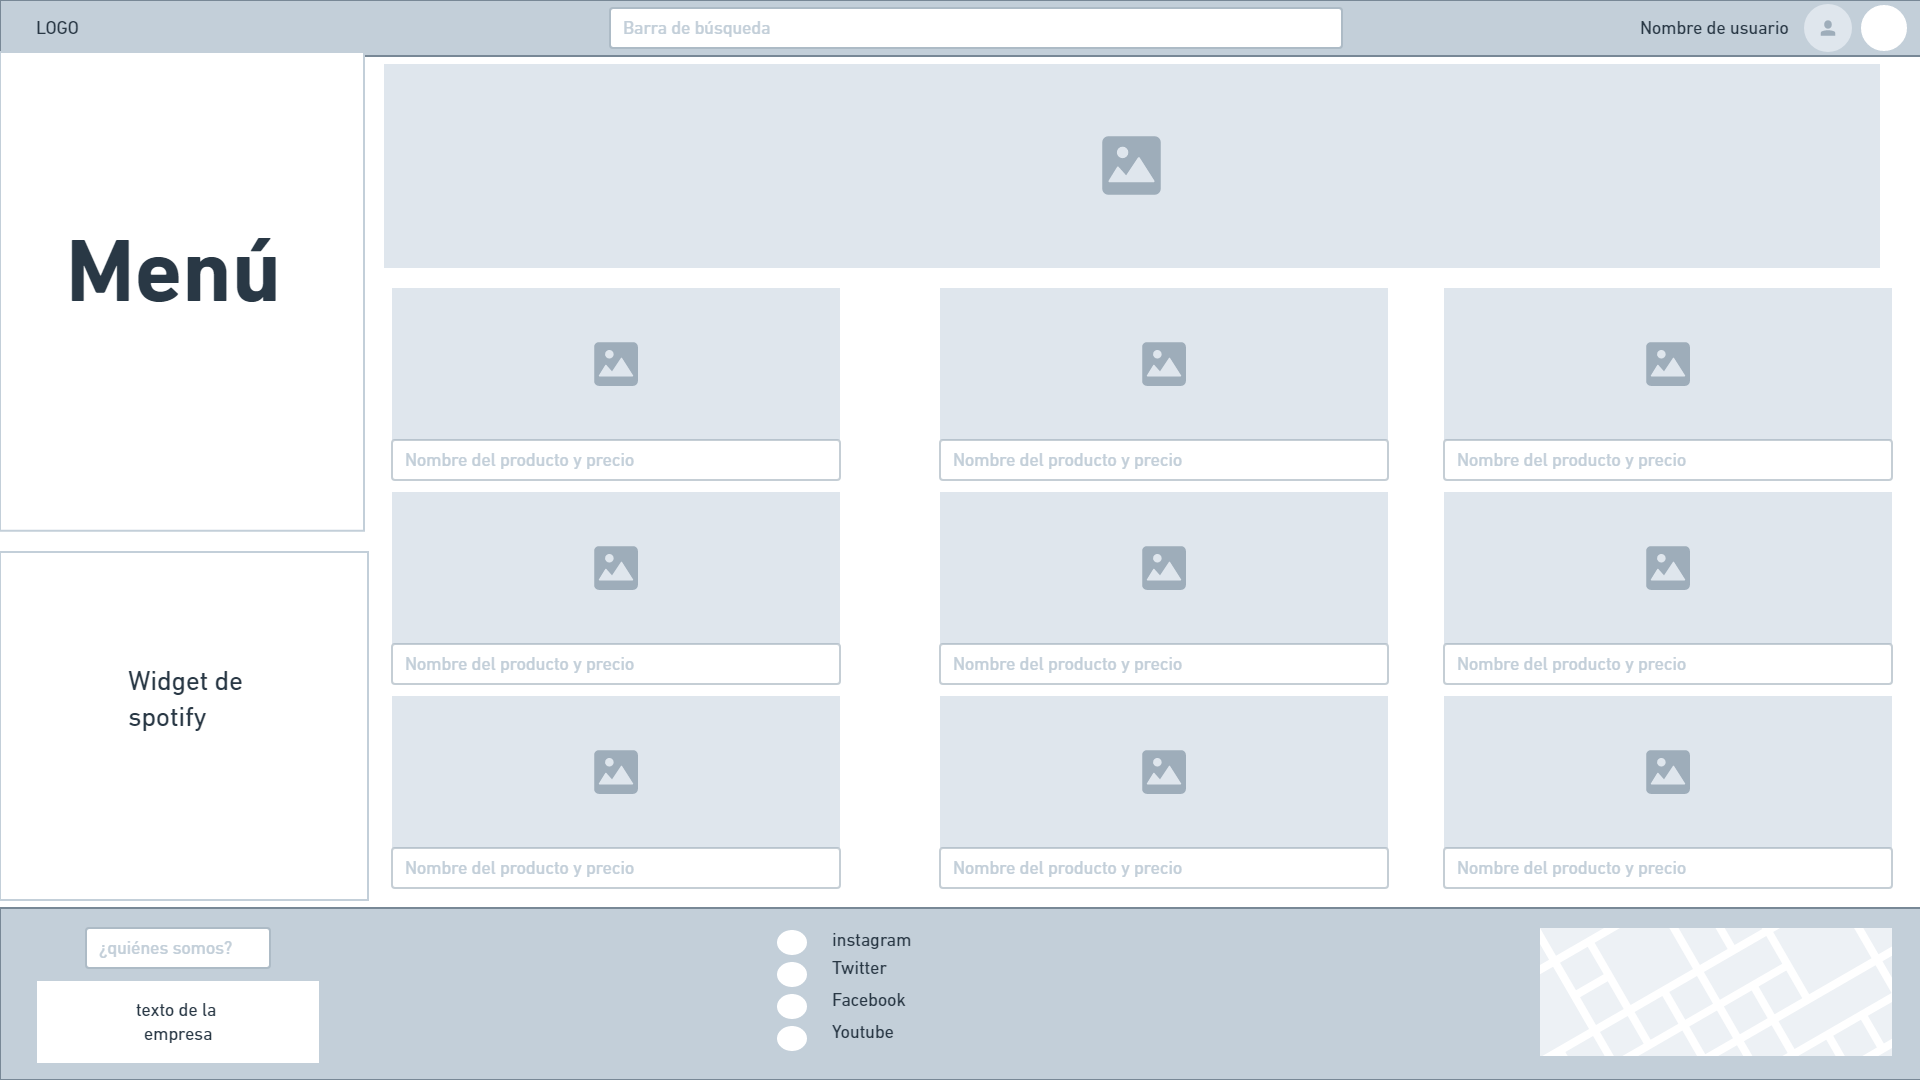 LOGO
Barra de búsqueda
Nombre de usuario
Menú
Nombre del producto y precio
Nombre del producto y precio
Nombre del producto y precio
Nombre del producto y precio
Nombre del producto y precio
Nombre del producto y precio
Widget de
spotify
Nombre del producto y precio
Nombre del producto y precio
Nombre del producto y precio
¿quiénes somos?
texto de la
empresa
instagram
Twitter
Facebook
Youtube